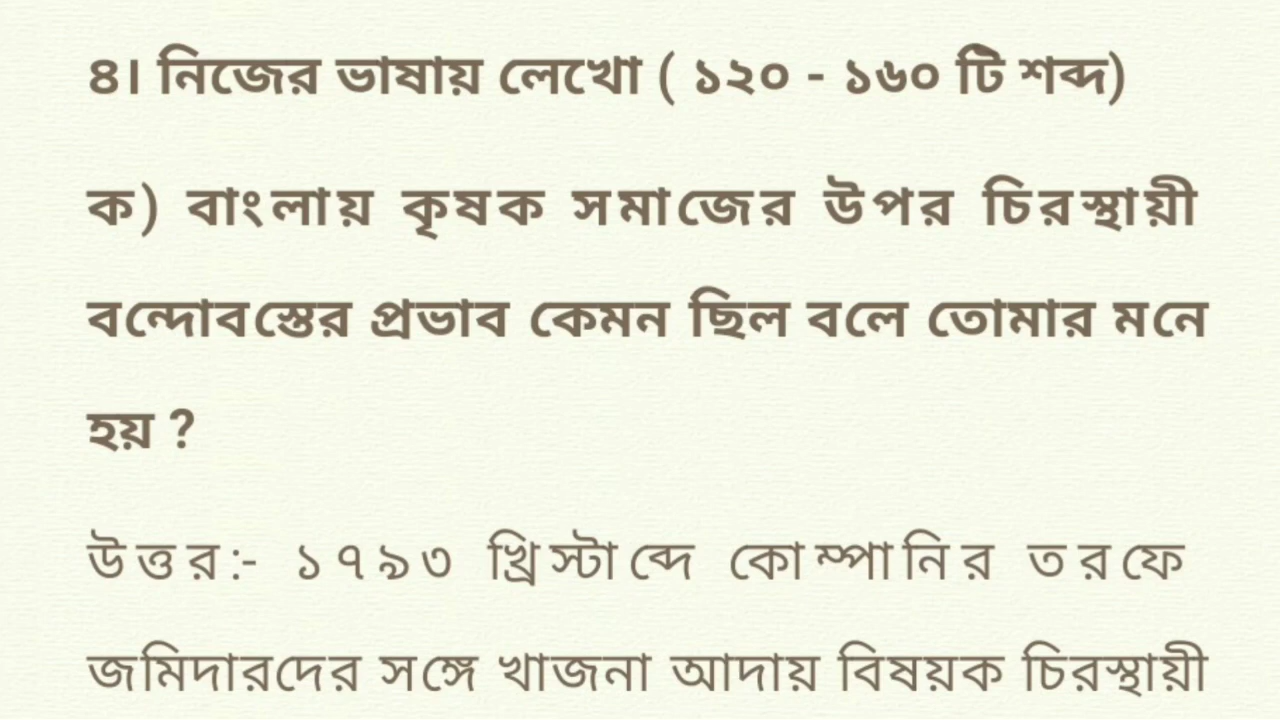 ৪। নিজের ভাষায় লেখো ( ১২০ - ১৬০ টি শব্দ)
ক) বাংলায় কৃষক সমাজের উপর চিরস্থায়ী
বন্দোবস্তের প্রভাব কেমন ছিল বলে তোমার মনে
হয় ?
উত্তর:- ১৭৯৩ খ্রিস্টাব্দে কোম্পানির তরফে
জমিদারদের সঙ্গে খাজনা আদায় বিষয়ক চিরস্থায়ী